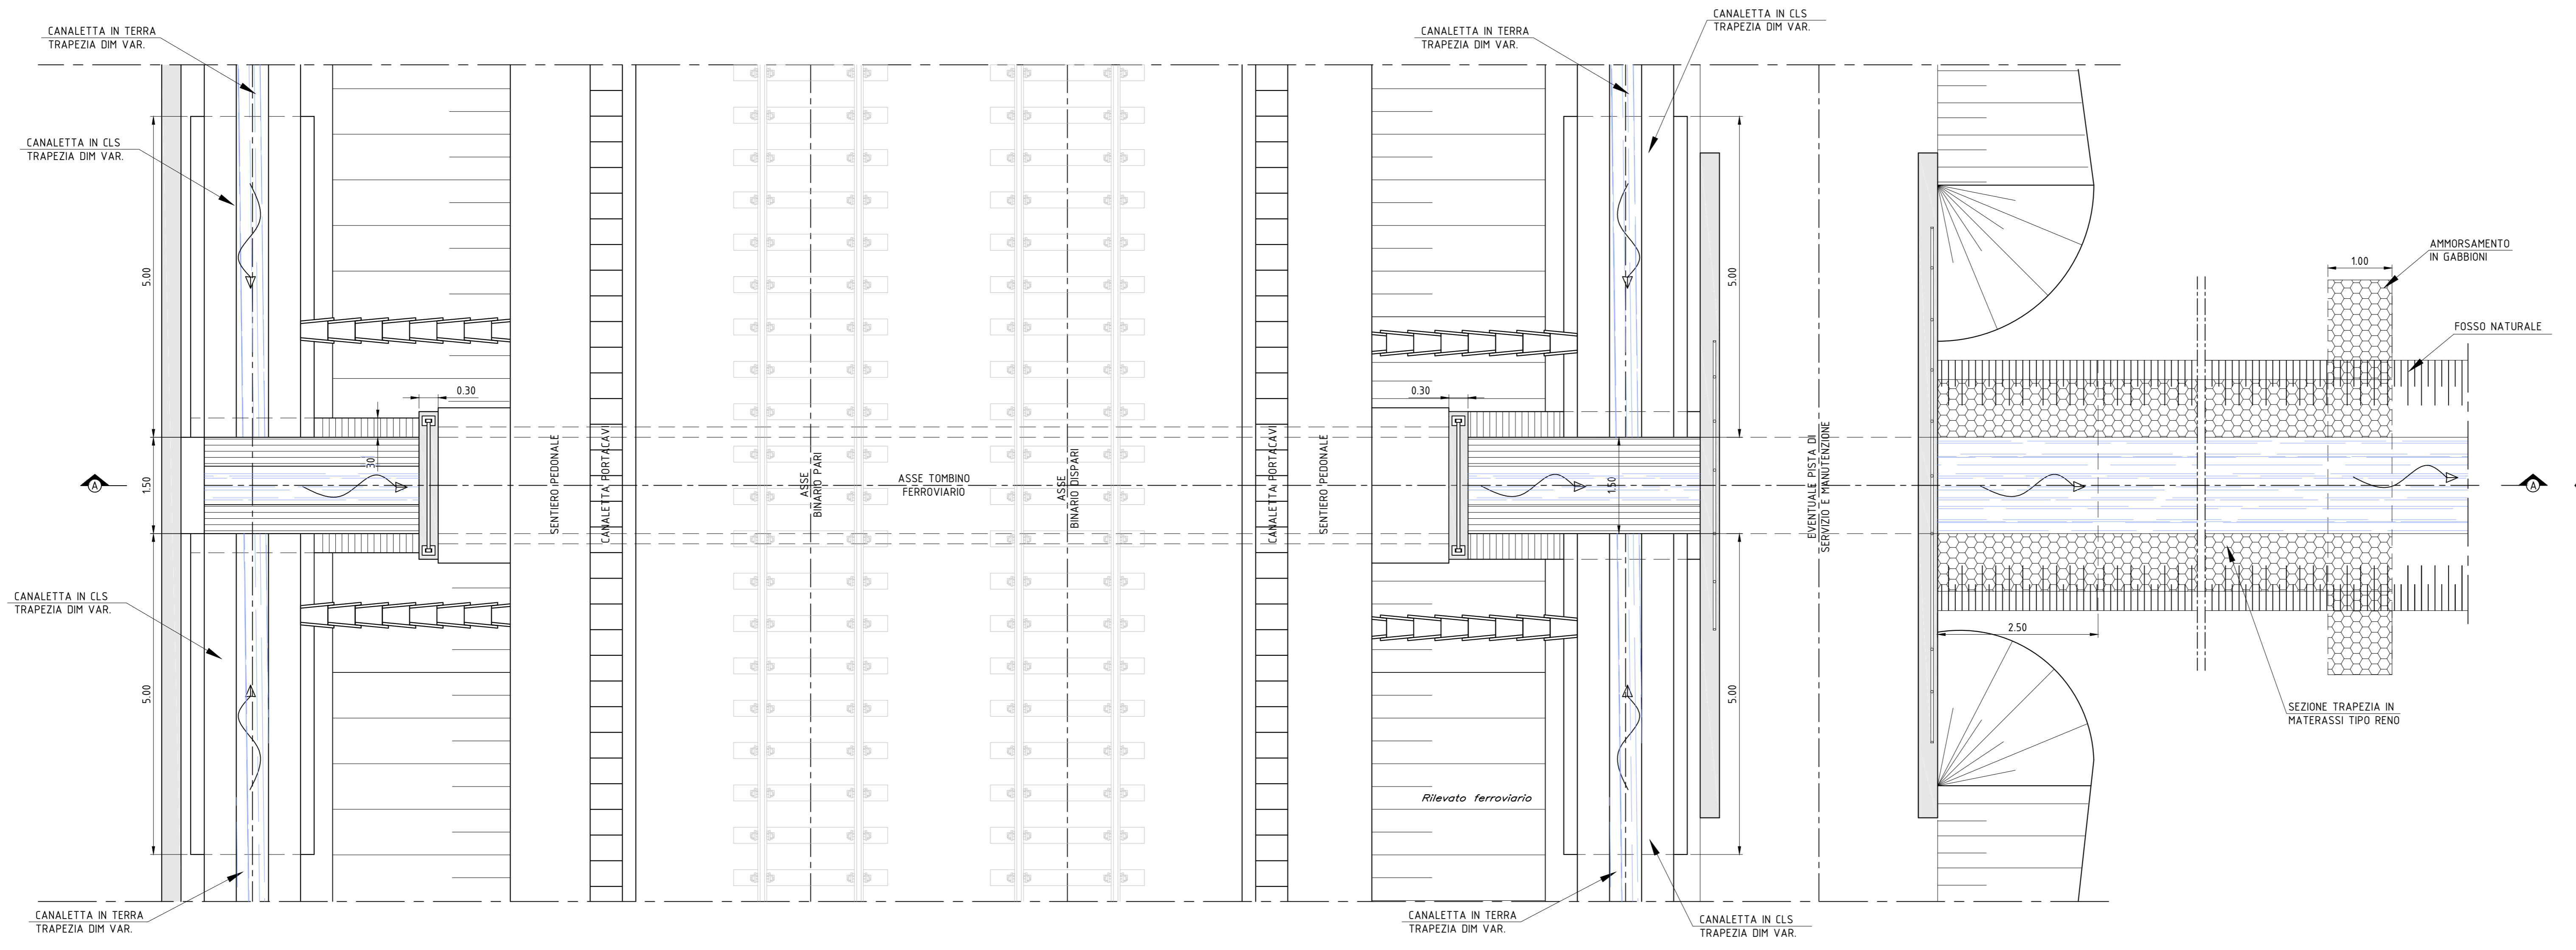 CANALETTA IN TERRA
TRAPEZIA DIM VAR.
CANALETTA IN CLS
TRAPEZIA DIM VAR.
5.00
1.50
5.00
30
0.30
A
CANALETTA IN CLS
TRAPEZIA DIM VAR.
CANALETTA IN TERRA
TRAPEZIA DIM VAR.
SENTIERO PEDONALE
CANALETTA PORTACAVI
ASSE
BINARIO PARI
ASSE TOMBINO
FERROVIARIO
ASSE
BINARIO DISPARI
CANALETTA PORTACAVI
SENTIERO PEDONALE
CANALETTA IN TERRA
TRAPEZIA DIM VAR.
CANALETTA IN CLS
TRAPEZIA DIM VAR.
0.30
5.00
1.50
5.00
Rilevato ferroviario
CANALETTA IN TERRA
TRAPEZIA DIM VAR.
CANALETTA IN CLS
TRAPEZIA DIM VAR.
EVENTUALE PISTA DI
SERVIZIO E MANUTENZIONE
AMMORSAMENTO
IN GABBIONI
1.00
FOSSO NATURALE
A
2.50
SEZIONE TRAPEZIA IN
MATERASSI TIPO RENO